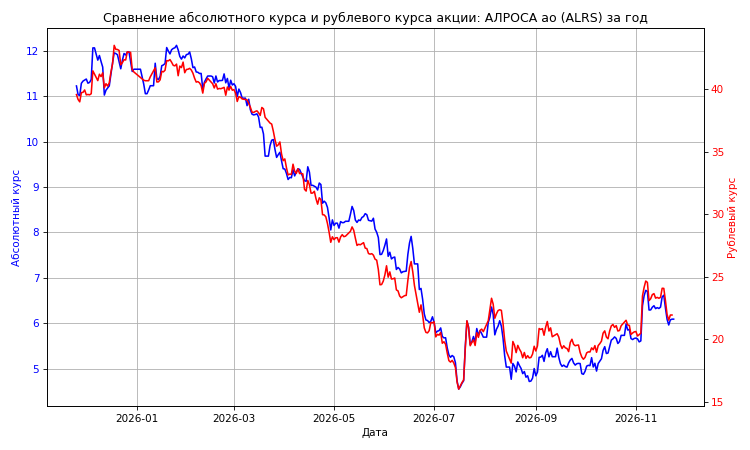 Сравнение абсолютного курса и рублевого курса акции: АЛРОСА ао (ALRS) за год
12
11
10
9
8
7
6
5
Абсолютный курс
40
35
30
25
20
15
Рублевый курс
2026-01 2026-03 2026-05 2026-07 2026-09 2026-11
Дата